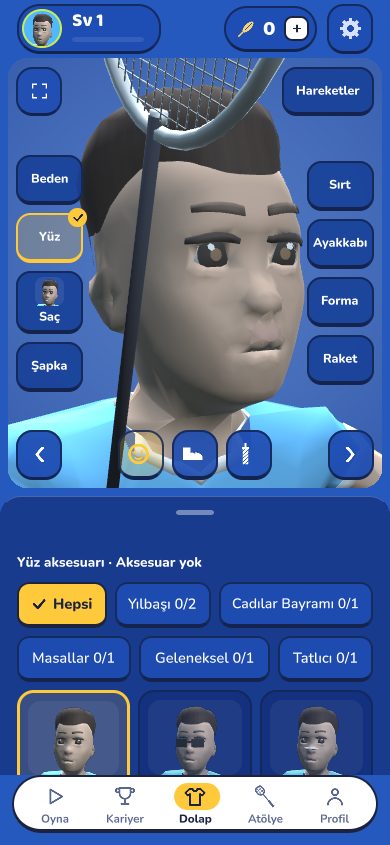 Sv 1
0
+
Hareketler
Beden
Sırt
Yüz
Ayakkabı
Saç
Forma
Şapka
Raket
Yüz aksesuarı · Aksesuar yok
Hepsi
Yılbaşı 0/2
Cadılar Bayramı 0/1
Masallar 0/1
Geleneksel 0/1
Tatlıcı 0/1
Oyna
Kariyer
Dolap
Atölye
Profil